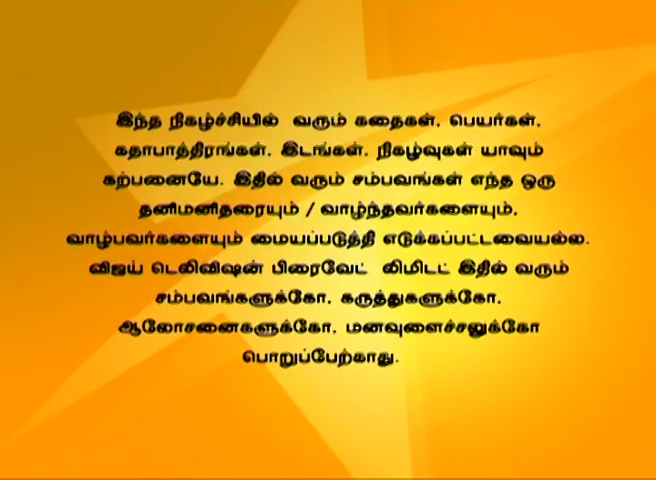 இந்த நிகழ்ச்சியில் வரும் கதைகள், பெயர்கள்,
கதாபாத்திரங்கள், இடங்கள், நிகழ்வுகள் யாவும்
கற்பனையே. இதில் வரும் சம்பவங்கள் எந்த ஒரு
தனிமனிதரையும் / வாழ்ந்தவர்களையும்,
வாழ்பவர்களையும் மையப்படுத்தி எடுக்கப்பட்டவையல்ல.
விஜய் டெலிவிஷன் பிரைவேட் லிமிடட் இதில் வரும்
சம்பவங்களுக்கோ, கருத்துகளுக்கோ,
ஆலோசனைகளுக்கோ, மனவுளைச்சலுக்கோ
பொறுப்பேற்காது.